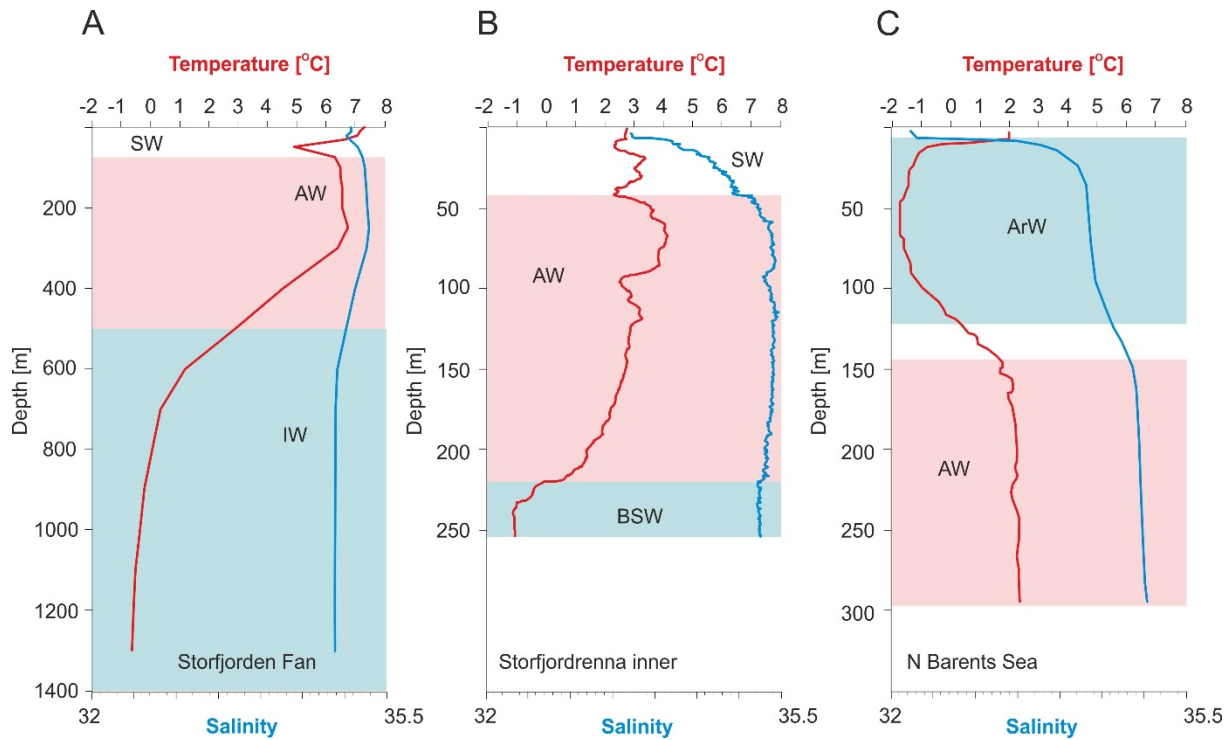 A
Temperature [°C]
-2 0 1 2 3 4 5 6 7 8
SW
AW
200
400
600
800
1000
1200
1400
Depth [m]
IW
Storfjorden Fan
32 35.5
Salinity
B
Temperature [°C]
-2 0 1 2 3 4 5 6 7 8
SW
AW
50
100
150
200
250
Depth [m]
BSW
Storfjordrenna inner
32 35.5
Salinity
C
Temperature [°C]
-2 -1 0 1 2 4 5 6 7 8
ArW
50
100
150
200
250
300
Depth [m]
AW
N Barents Sea
32 35.5
Salinity